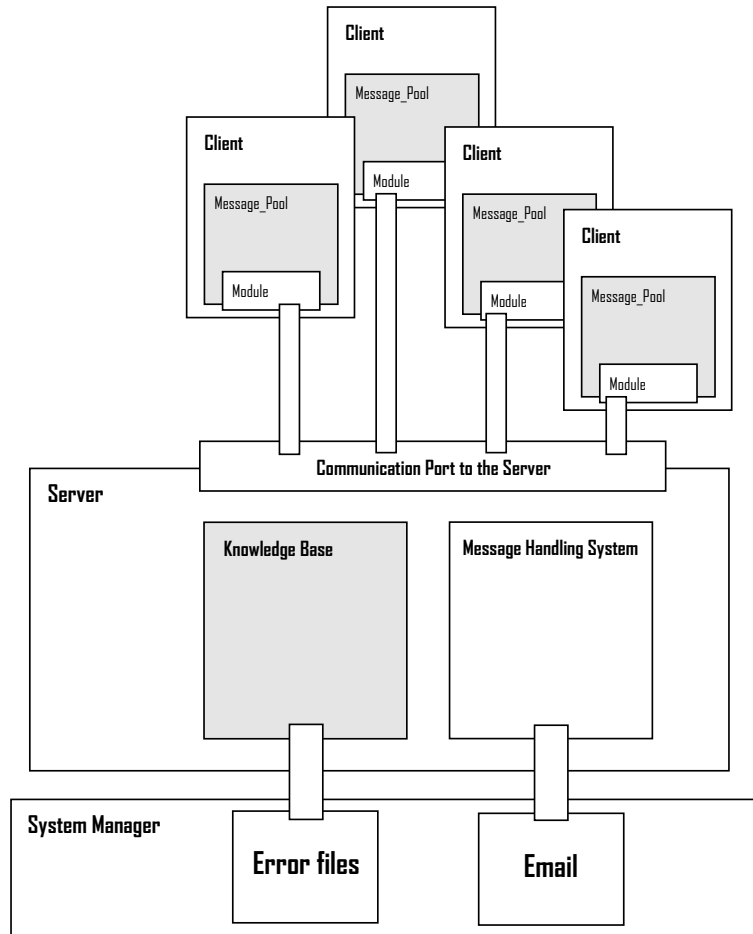 Client
Message_Pool
Module
Client
Message_Pool
Module
Client
Message_Pool
Module
Client
Message_Pool
Module
Communication Port to the Server
Server
Knowledge Base
Message Handling System
System Manager
Error files
Email